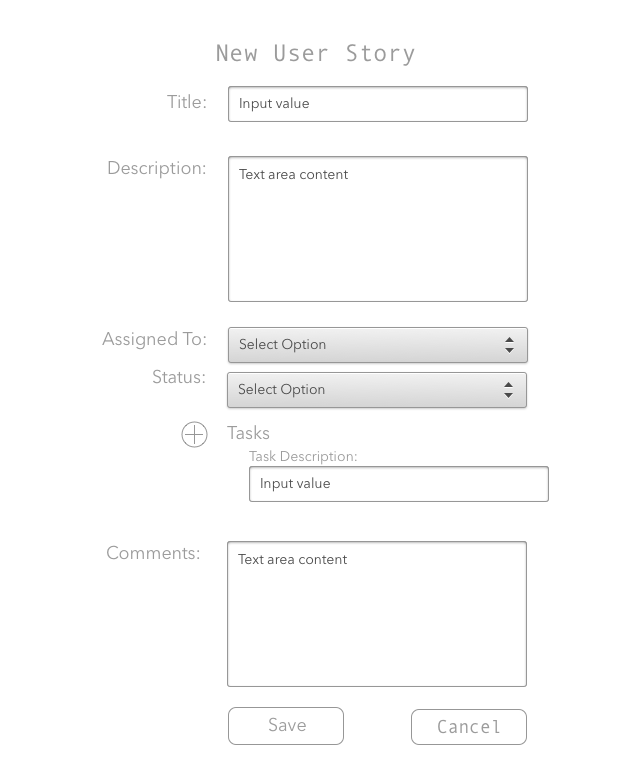 New User Story
Title: Input value
Description: Text area content
Assigned To: Select Option
Status: Select Option
Tasks
Task Description:
Input value
Comments: Text area content
Save Cancel